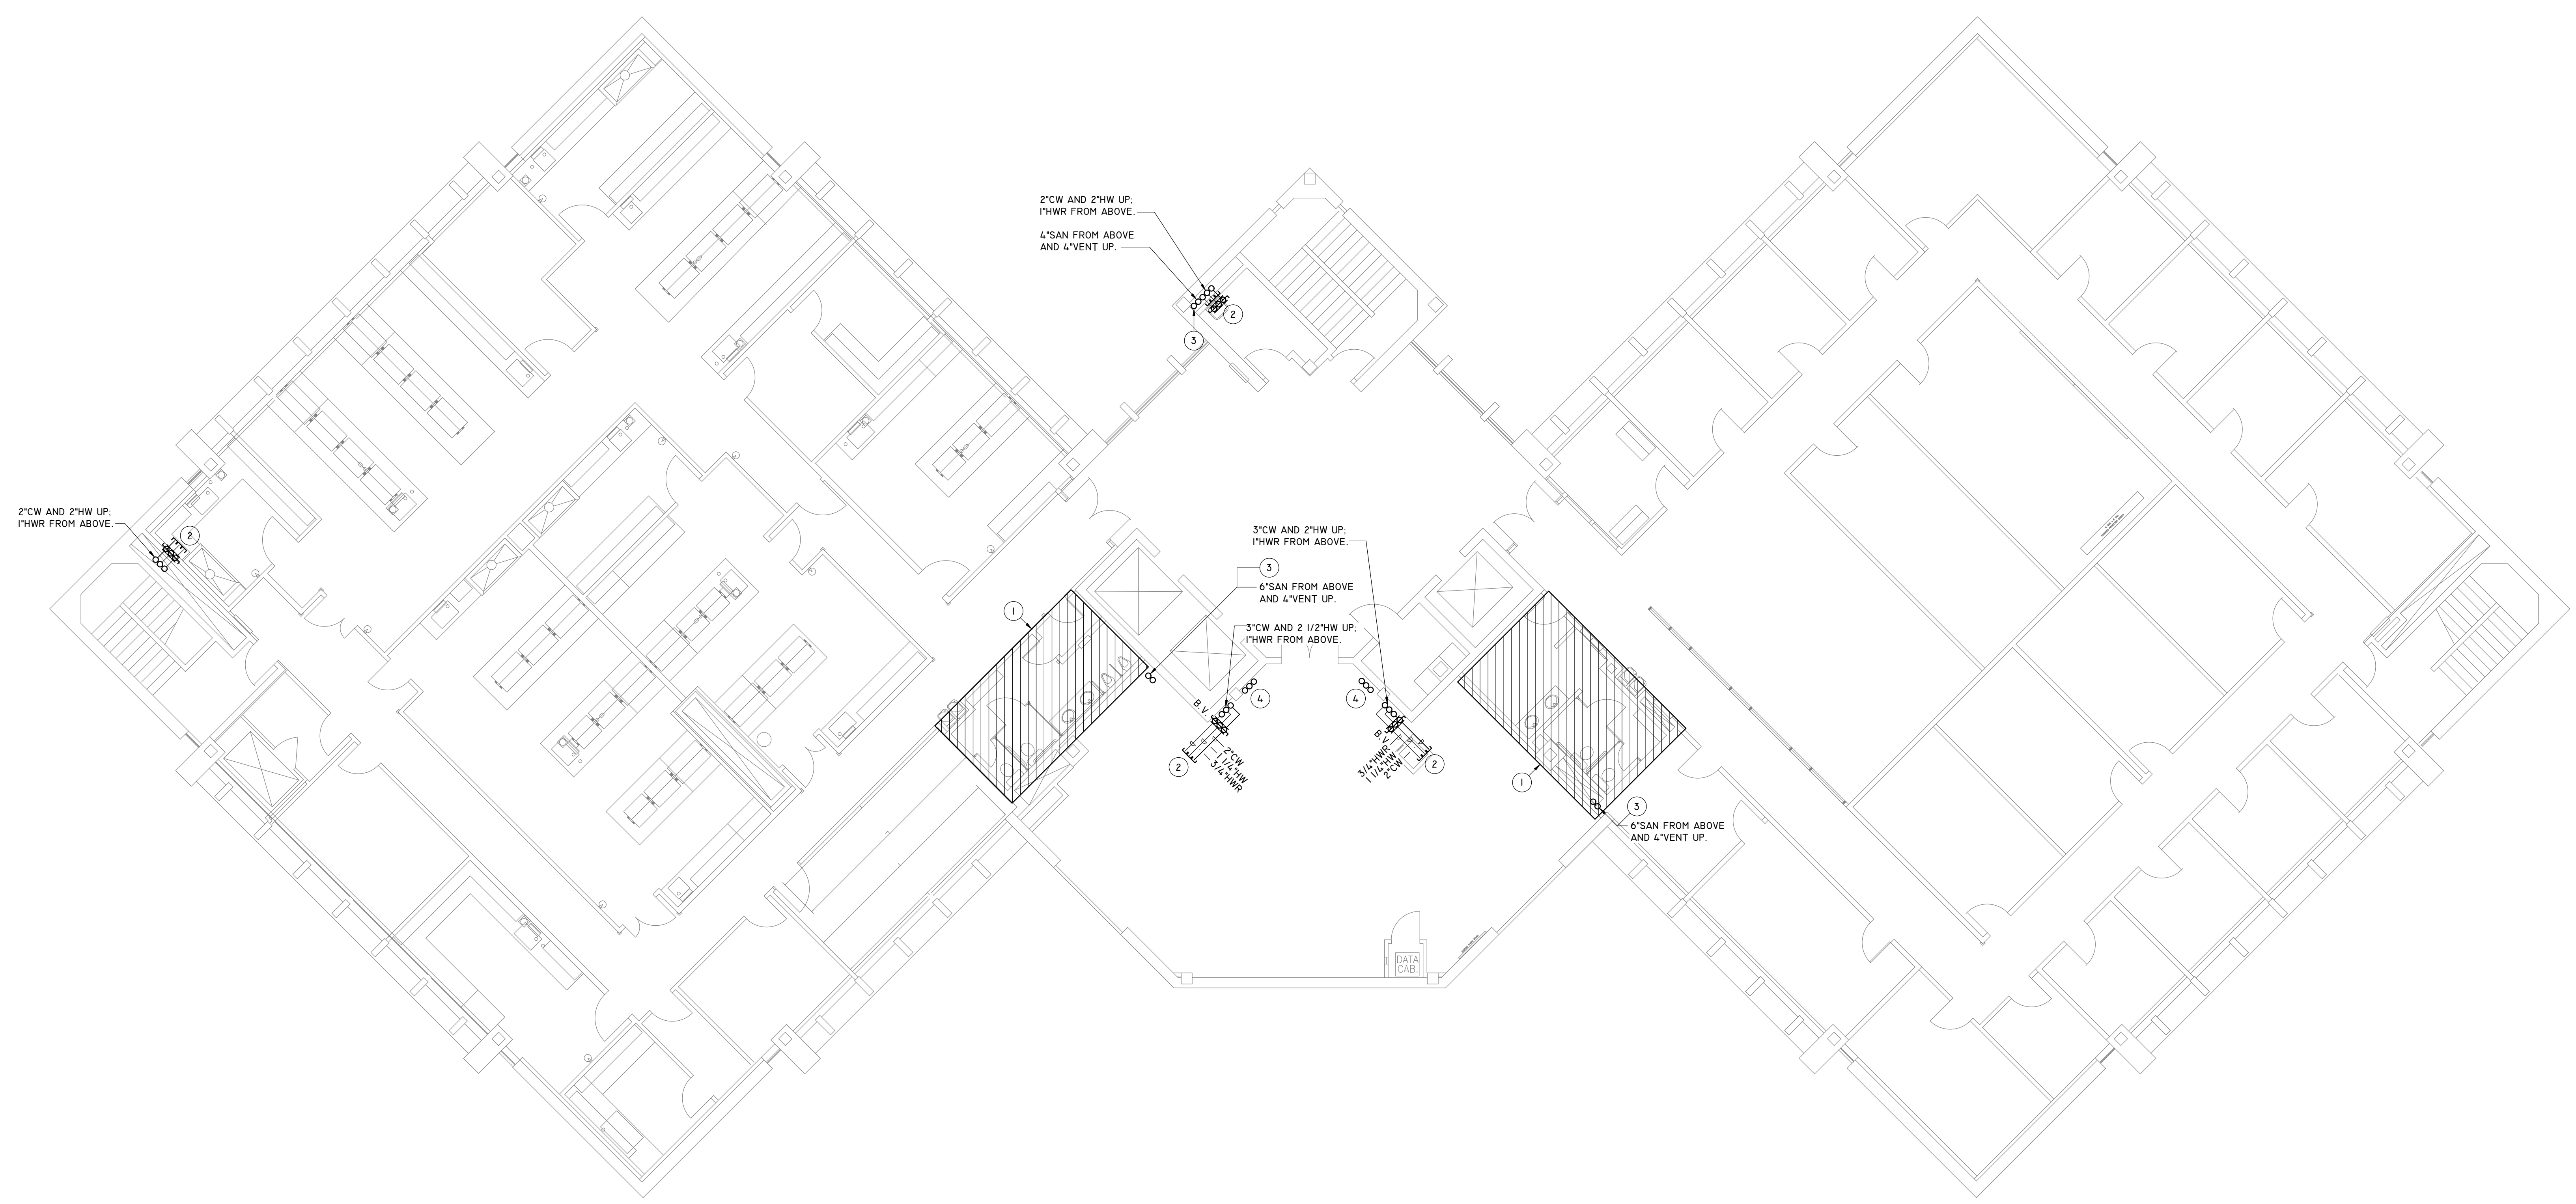 2"CW AND 2"HW UP;
1"HWR FROM ABOVE.
4"SAN FROM ABOVE
AND 4"VENT UP.
2
3
2"CW AND 2"HW UP;
1"HWR FROM ABOVE.
2
3"CW AND 2"HW UP;
1"HWR FROM ABOVE.
3
6"SAN FROM ABOVE
AND 4"VENT UP.
1
3"CW AND 2 1/2"HW UP;
1"HWR FROM ABOVE.
4
4
B.V.
2"CW
1 1/4"HW
3/4"HWR
2
B.V.
3/4"HWR
1 1/4"HW
2"CW
2
1
3
6"SAN FROM ABOVE
AND 4"VENT UP.
DATA
CAB.